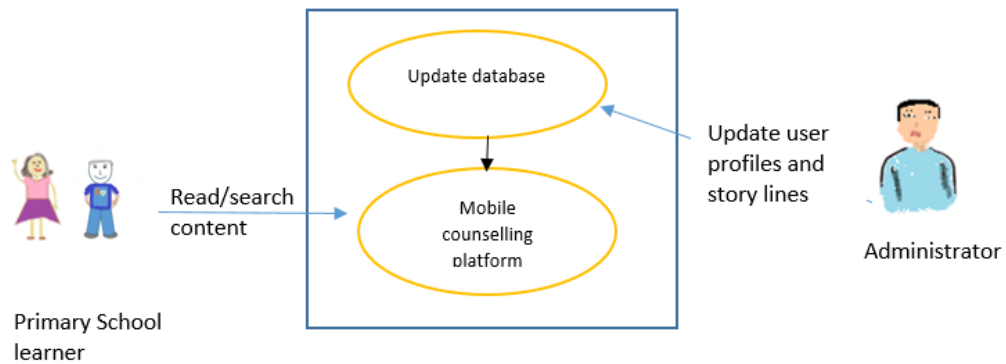 Update database
Update user
profiles and
story lines
Read/search
content
Mobile
counselling
platform
Administrator
Primary School
learner